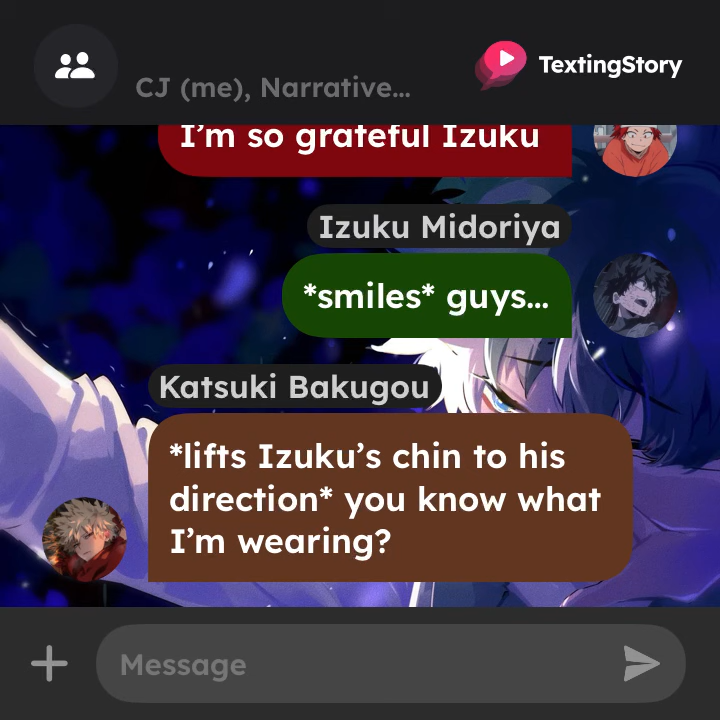 TextingStory
CJ (me), Narrative...
I'm so grateful Izuku
Izuku Midoriya
*smiles* guys...
Katsuki Bakugou
*lifts Izuku's chin to his
direction* you know what
I'm wearing?
Message